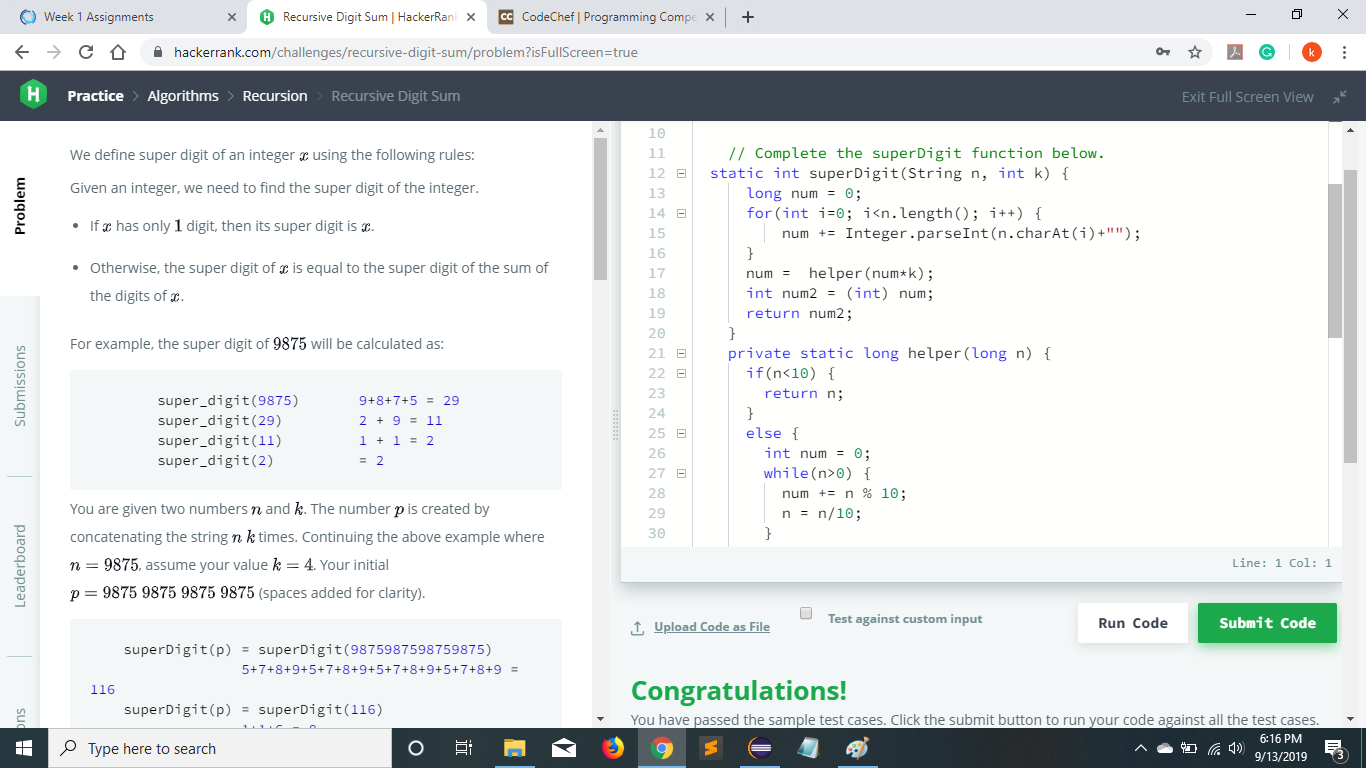 Week 1 Assignments
Recursive Digit Sum | HackerRan
CodeChef | Programming Compe
hackerrank.com/challenges/recursive-digit-sum/problem?isFullScreen=true
k
H
Practice > Algorithms > Recursion > Recursive Digit Sum
Exit Full Screen View
Problem
Submissions
Leaderboard
We define super digit of an integer x using the following rules:
Given an integer, we need to find the super digit of the integer.
• If x has only 1 digit, then its super digit is x.
• Otherwise, the super digit of x is equal to the super digit of the sum of
the digits of x.
For example, the super digit of 9875 will be calculated as:
super_digit(9875) 9+8+7+5 = 29
super_digit(29) 2 + 9 = 11
super_digit(11) 1 + 1 = 2
super_digit(2) = 2
You are given two numbers n and k. The number p is created by
concatenating the string n k times. Continuing the above example where
n = 9875, assume your value k = 4. Your initial
p = 9875 9875 9875 9875 (spaces added for clarity).
superDigit(p) = superDigit(9875987598759875)
5+7+8+9+5+7+8+9+5+7+8+9+5+7+8+9 =
116
superDigit(p) = superDigit(116)
10
11 // Complete the superDigit function below.
12 static int superDigit(String n, int k) {
13 long num = 0;
14 for(int i=0; i<n.length(); i++) {
15 num += Integer.parseInt(n.charAt(i)+"");
16 }
17 num = helper(num*k);
18 int num2 = (int) num;
19 return num2;
20 }
21 private static long helper(long n) {
22 if(n<10) {
23 return n;
24 }
25 else {
26 int num = 0;
27 while(n>0) {
28 num += n % 10;
29 n = n/10;
30 }
Line: 1 Col: 1
Upload Code as File
Test against custom input
Run Code
Submit Code
Congratulations!
You have passed the sample test cases. Click the submit button to run your code against all the test cases.
Type here to search
6:16 PM
9/13/2019
3